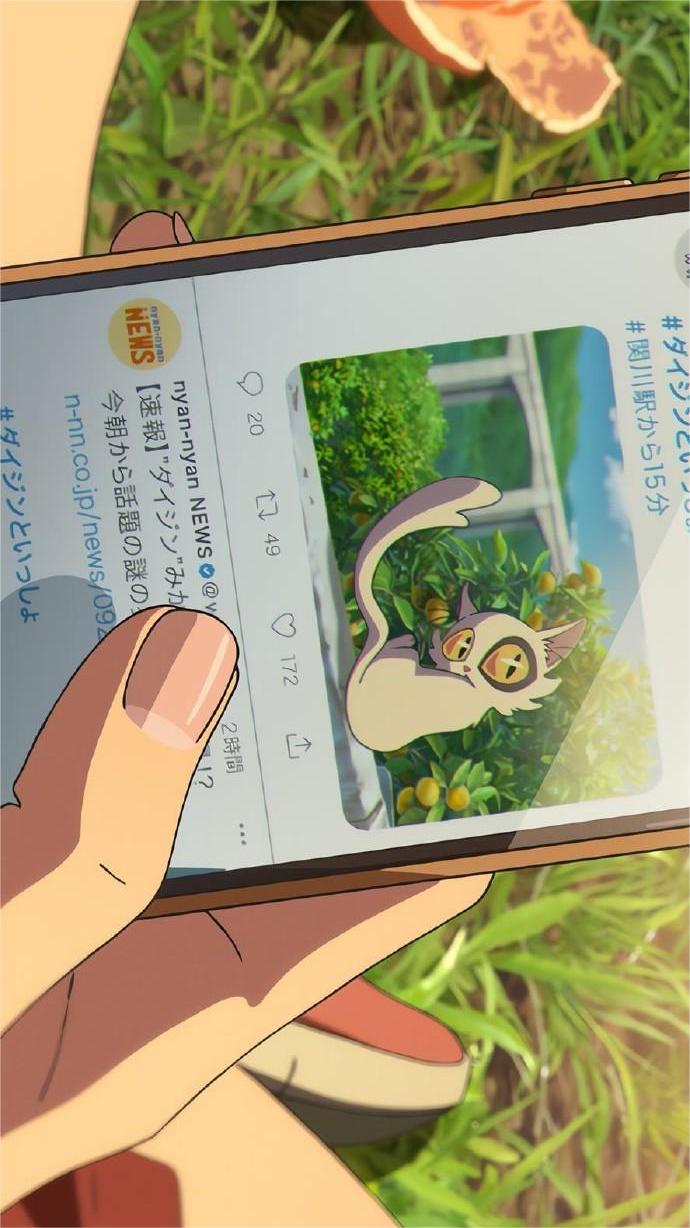 #ダイジンといっしょ
#関川駅から15分
20 49 172
nyan-nyan NEWS
nyan-nyan NEWS @w 2時間 …
【速報】"ダイジン"みか !?
今朝から話題の謎の
n-nn.co.jp/news/092
#ダイジンといっしょ